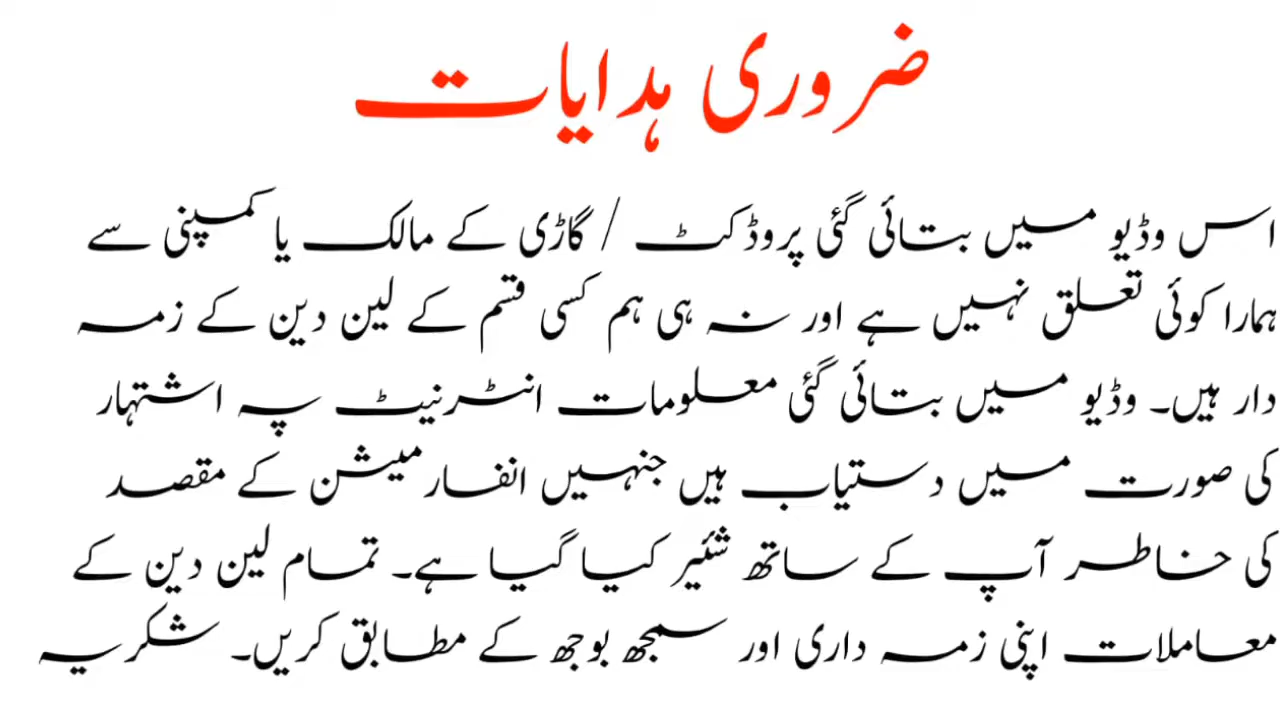 ضروری ہدایات
اس وڈیو میں بتائی گئی پروڈکٹ / گاڑی کے مالک یا کمپنی سے
ہمارا کوئی تعلق نہیں ہے اور نہ ہی ہم کسی قسم کے لین دین کے زمہ
دار ہیں۔ وڈیو میں بتائی گئی معلومات انٹرنیٹ پہ اشتہار
کی صورت میں دستیاب ہیں جنہیں انفارمیشن کے مقصد
کی خاطر آپ کے ساتھ شئیر کیا گیا ہے۔ تمام لین دین کے
معاملات اپنی زمہ داری اور سمجھ بوجھ کے مطابق کریں۔ شکریہ